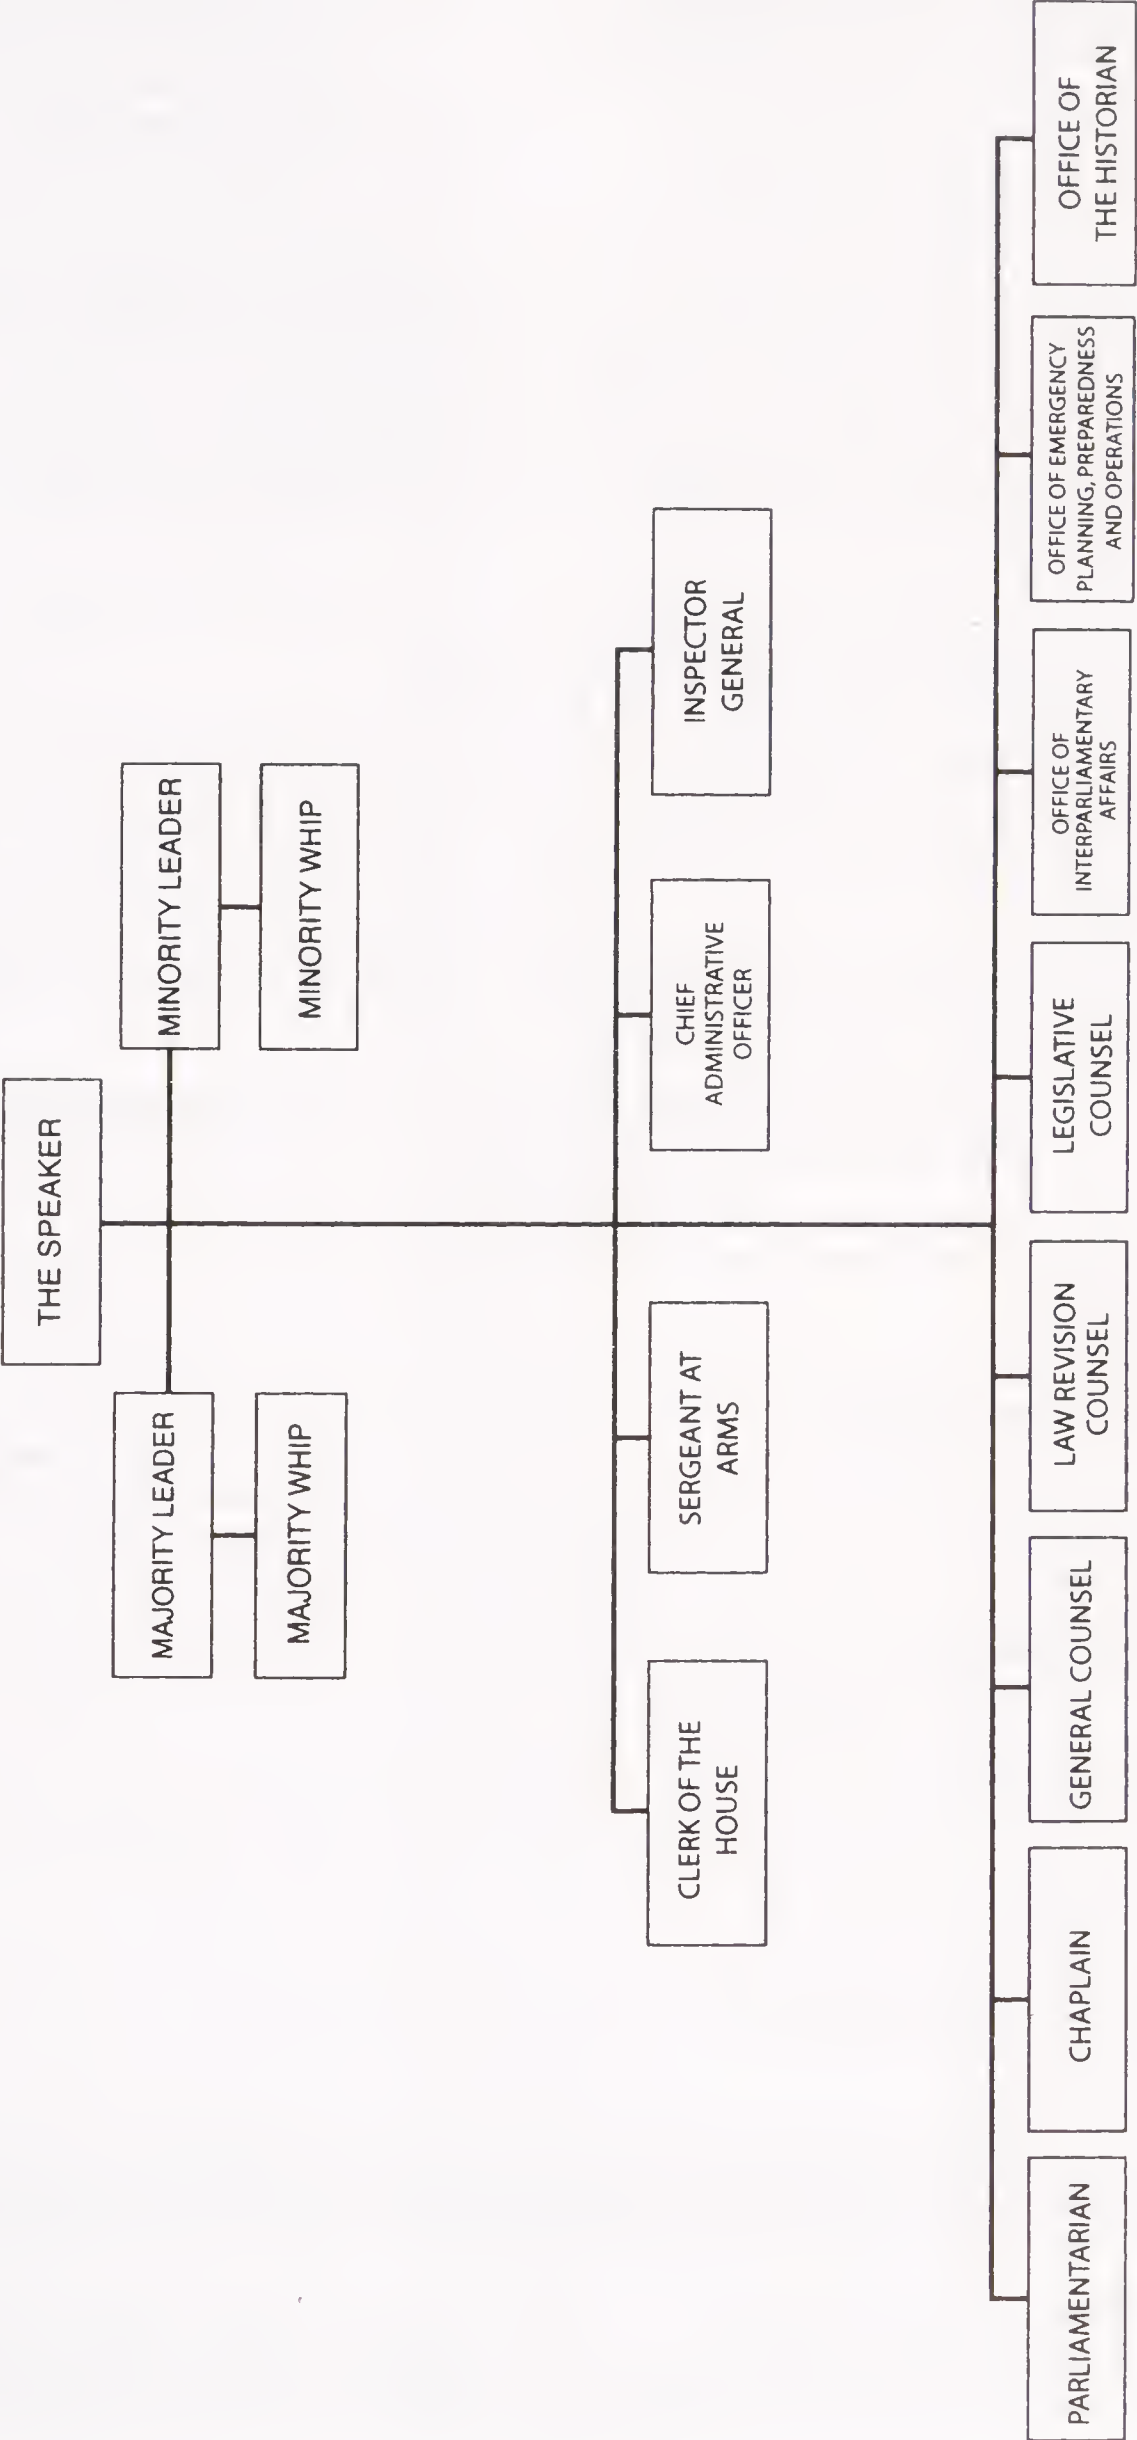 THE SPEAKER
MAJORITY LEADER
MAJORITY WHIP
MINORITY LEADER
MINORITY WHIP
CLERK OF THE
HOUSE
SERGEANT AT
ARMS
CHIEF
ADMINISTRATIVE
OFFICER
INSPECTOR
GENERAL
PARLIAMENTARIAN
CHAPLAIN
GENERAL COUNSEL
LAW REVISION
COUNSEL
LEGISLATIVE
COUNSEL
OFFICE OF
INTERPARLIAMENTARY
AFFAIRS
OFFICE OF EMERGENCY
PLANNING, PREPAREDNESS
AND OPERATIONS
OFFICE OF
THE HISTORIAN